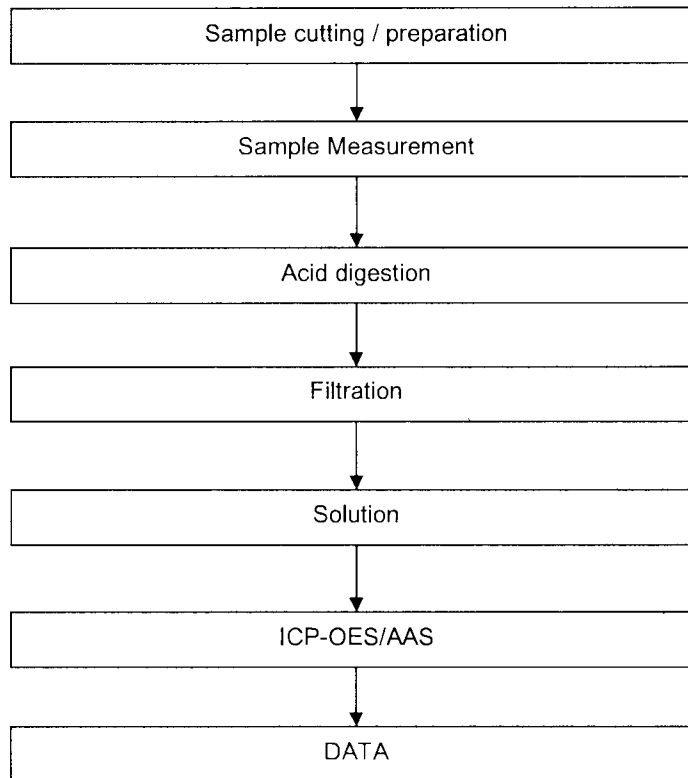 Sample cutting / preparation
Sample Measurement
Acid digestion
Filtration
Solution
ICP-OES/AAS
DATA